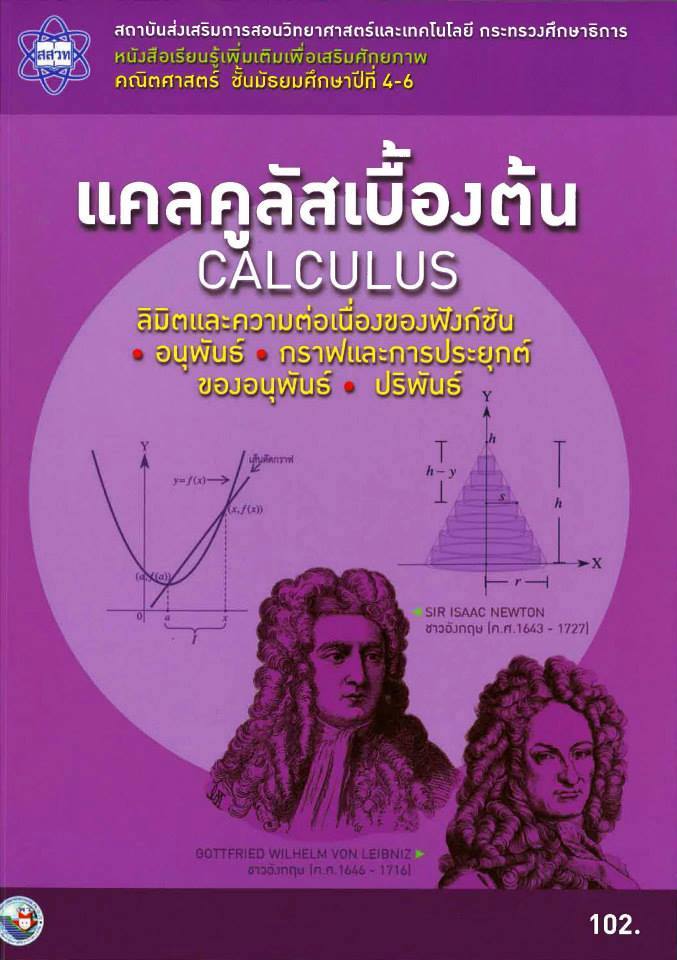 สสวท
สถาบันส่งเสริมการสอนวิทยาศาสตร์และเทคโนโลยี กระทรวงศึกษาธิการ
หนังสือเรียนรู้เพิ่มเติมเพื่อเสริมศักยภาพ
คณิตศาสตร์ ชั้นมัธยมศึกษาปีที่ 4-6
แคลคูลัสเบื้องต้น
CALCULUS
ลิมิตและความต่อเนื่องของฟังก์ชัน
• อนุพันธ์ • กราฟและการประยุกต์
ของอนุพันธ์ • ปริพันธ์
Y
เส้นตัดกราฟ
y=f(x)
(x, f(x))
(a, f(a))
0 a x
l
Y
h
h – y
s
h
X
r
SIR ISAAC NEWTON
ชาวอังกฤษ (ค.ศ.1643 - 1727)
GOTTFRIED WILHELM VON LEIBNIZ
ชาวอังกฤษ (ค.ศ.1646 - 1716)
102.